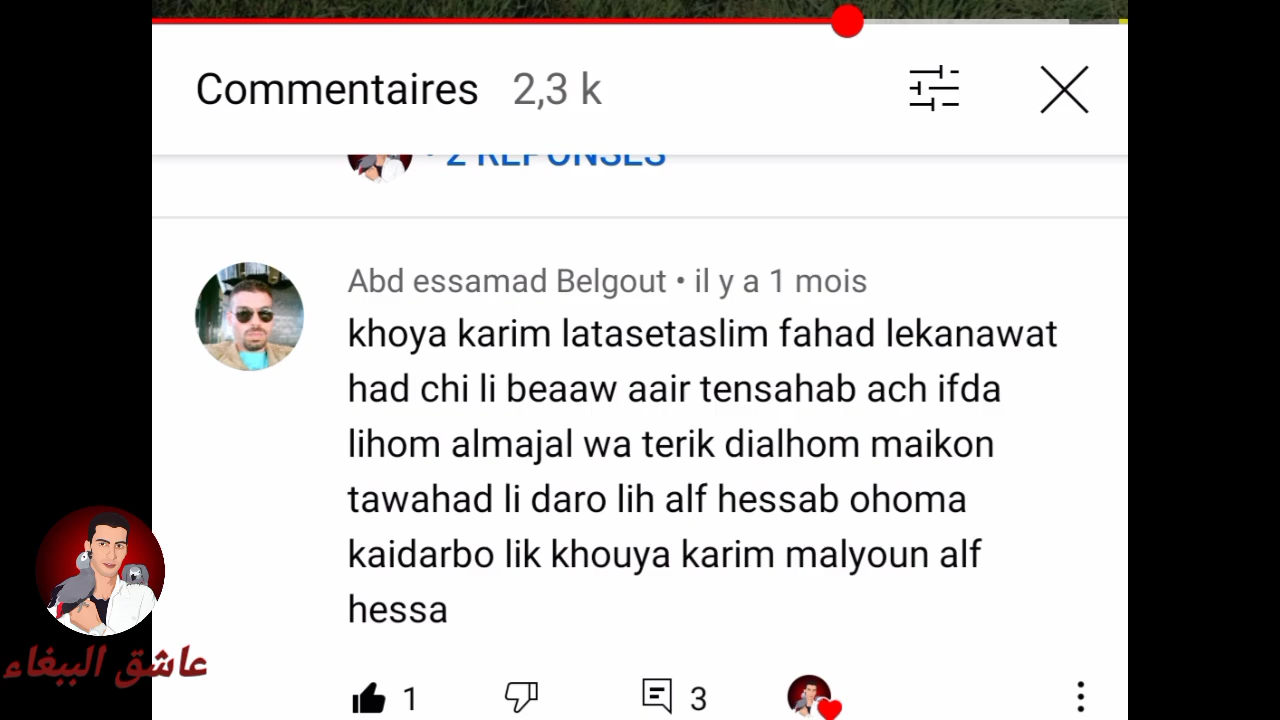 Commentaires 2,3 k
2 RÉPONSES
Abd essamad Belgout • il y a 1 mois
khoya karim latasetaslim fahad lekanawat
had chi li beaaw aair tensahab ach ifda
lihom almajal wa terik dialhom maikon
tawahad li daro lih alf hessab ohoma
kaidarbo lik khouya karim malyoun alf
hessa
1 3
عاشق الببغاء